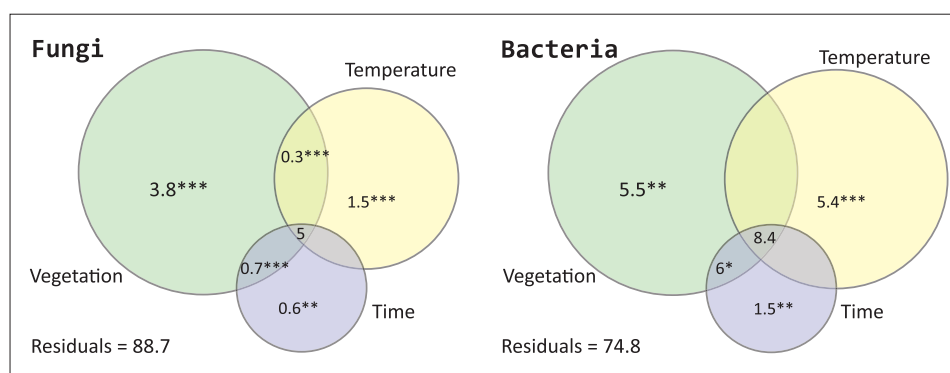 Fungi
Temperature
0.3***
3.8***
1.5***
5
0.7***
Vegetation
0.6**
Time
Residuals = 88.7
Bacteria
Temperature
5.5**
5.4***
8.4
6*
Vegetation
1.5**
Time
Residuals = 74.8